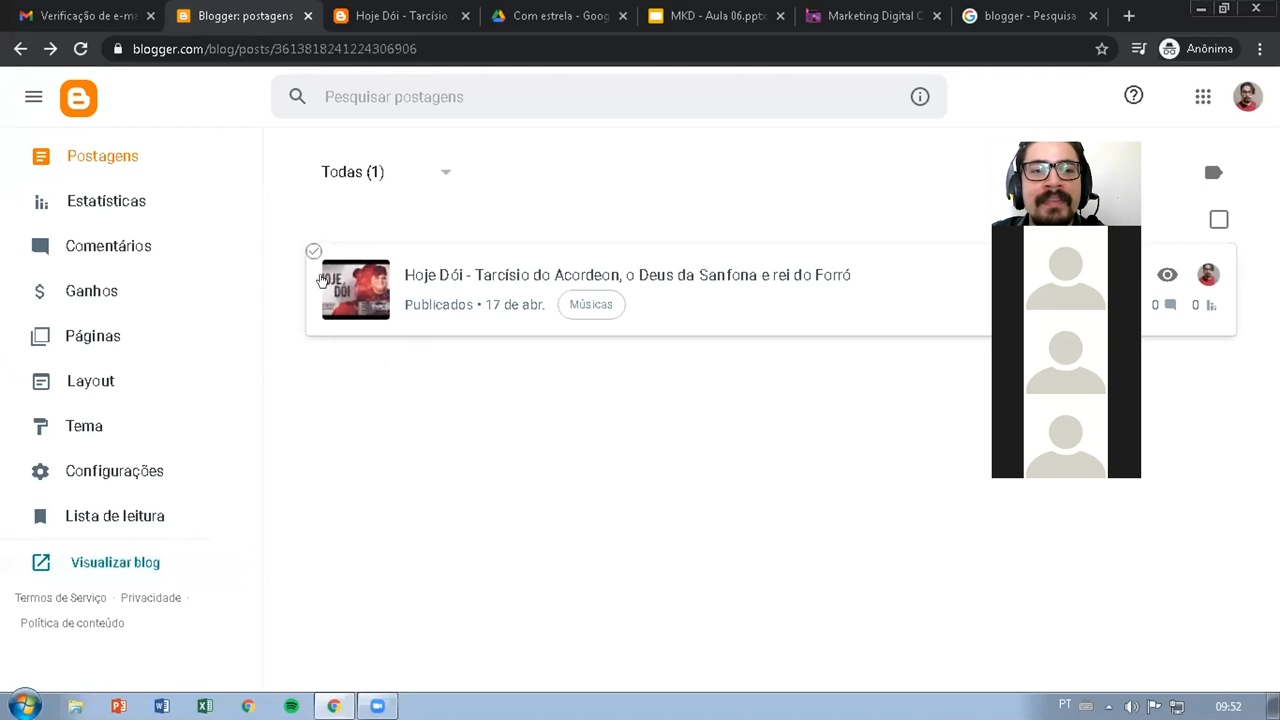 Verificação de e-m
Blogger: postagens
Hoje Dói - Tarcísio
Com estrela - Goog
MKD - Aula 06.ppt
Marketing Digital C
blogger - Pesquisa
blogger.com/blog/posts/3613818241224306906
Anônima
Pesquisar postagens
Postagens
Estatísticas
Comentários
Ganhos
Páginas
Layout
Tema
Configurações
Lista de leitura
Visualizar blog
Termos de Serviço · Privacidade ·
Política de conteúdo
Todas (1)
HOJE
DÓI
Hoje Dói - Tarcísio do Acordeon, o Deus da Sanfona e rei do Forró
Publicados • 17 de abr.
Músicas
0
0
PT
09:52